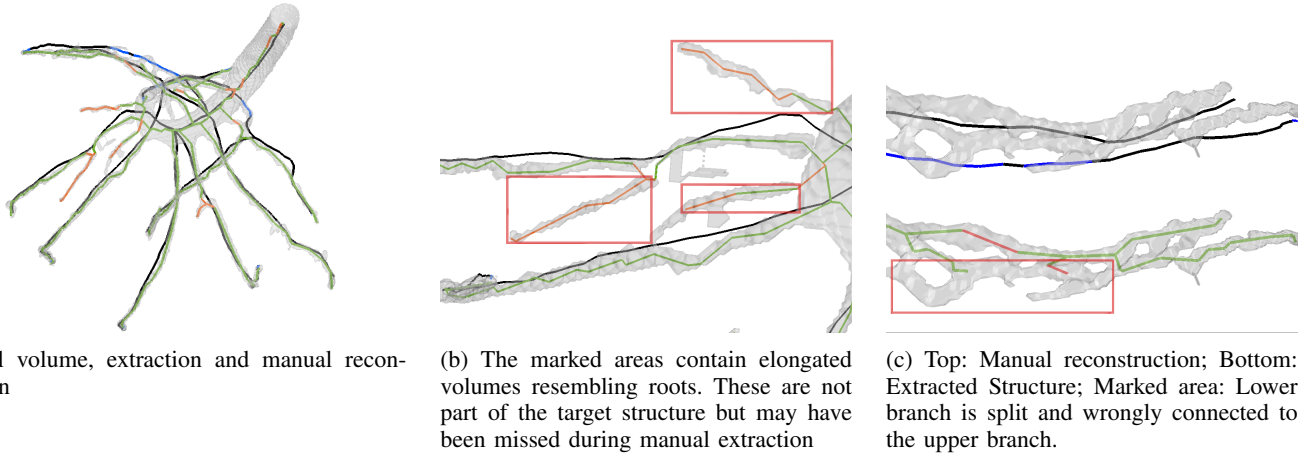 volume, extraction and manual recon-
(b) The marked areas contain elongated
volumes resembling roots. These are not
part of the target structure but may have
been missed during manual extraction
(c) Top: Manual reconstruction; Bottom:
Extracted Structure; Marked area: Lower
branch is split and wrongly connected to
the upper branch.